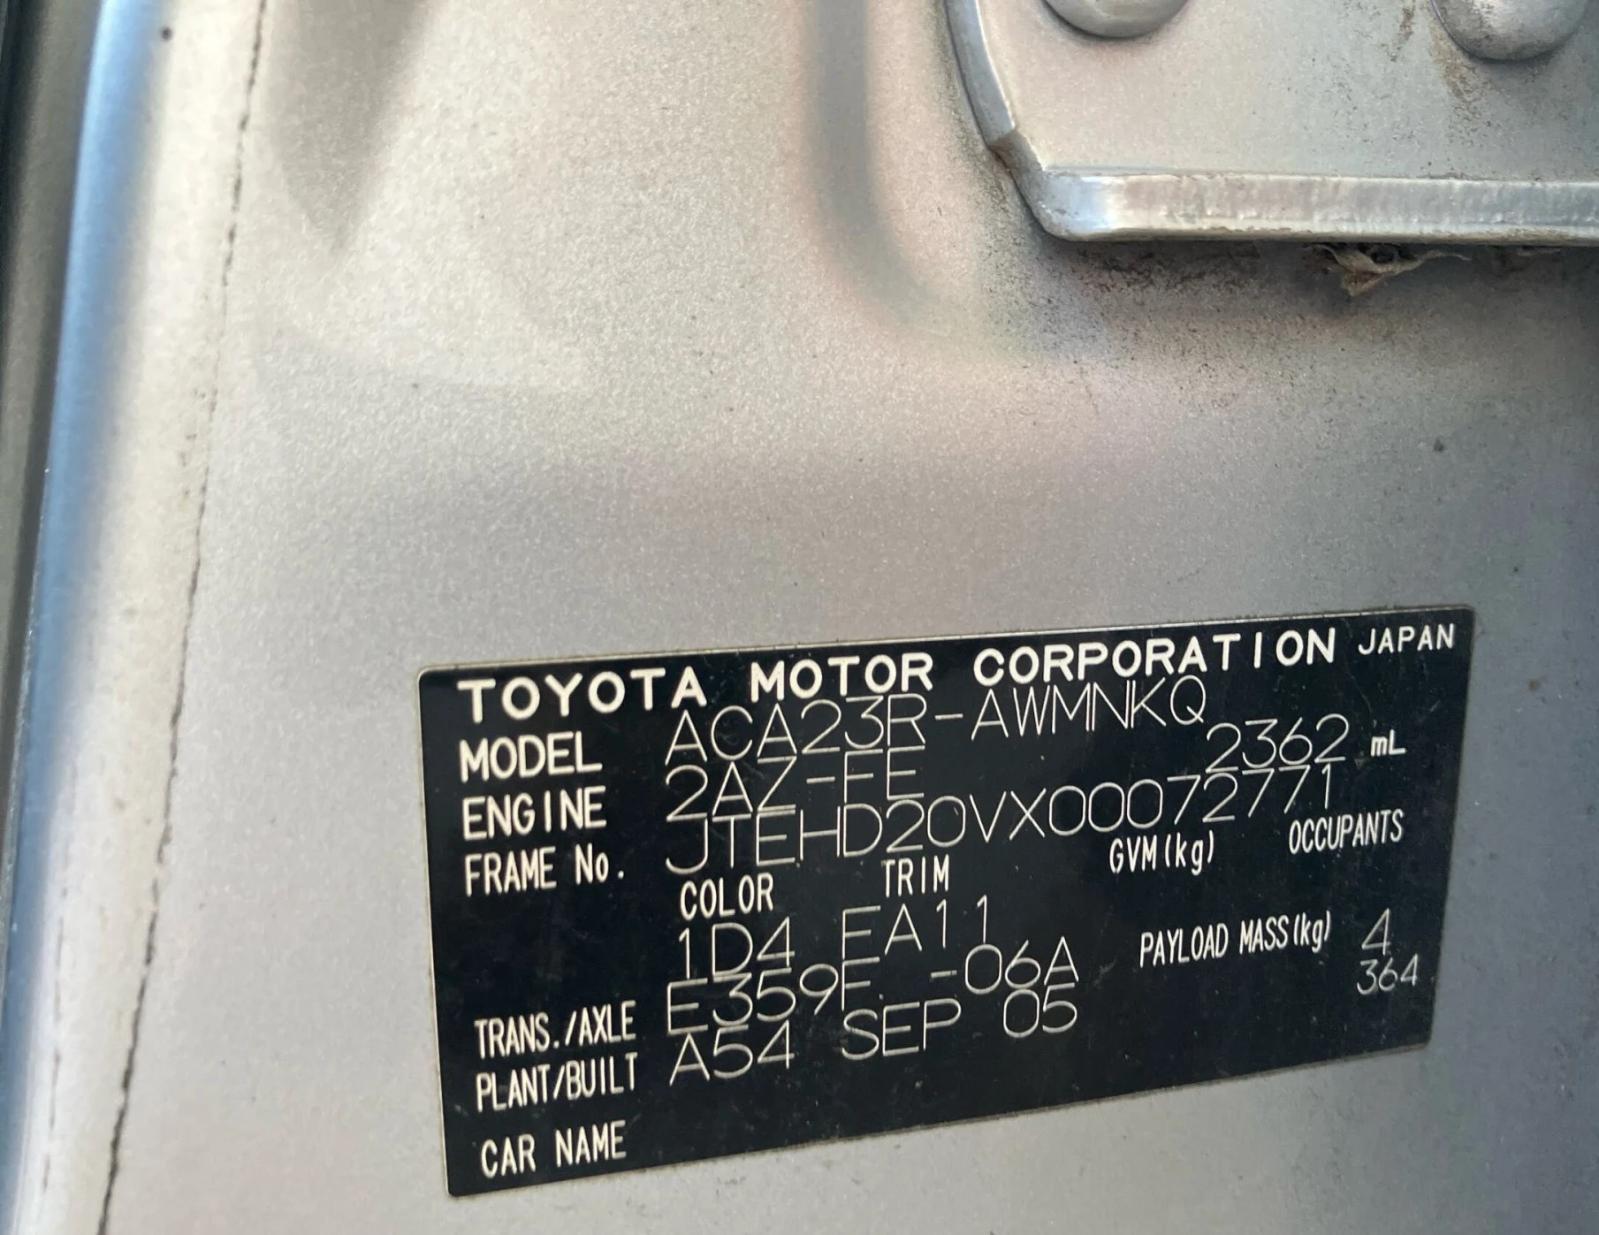 TOYOTA MOTOR CORPORATION JAPAN
MODEL ACA23R-AWMNKQ
ENGINE 2AZ-FE 2362 mL
FRAME No. JTEHD20VX00072771
COLOR TRIM GVM(kg) OCCUPANTS
1D4 FA11 PAYLOAD MASS(kg) 4
TRANS./AXLE E359F -06A 364
PLANT/BUILT A54 SEP 05
CAR NAME